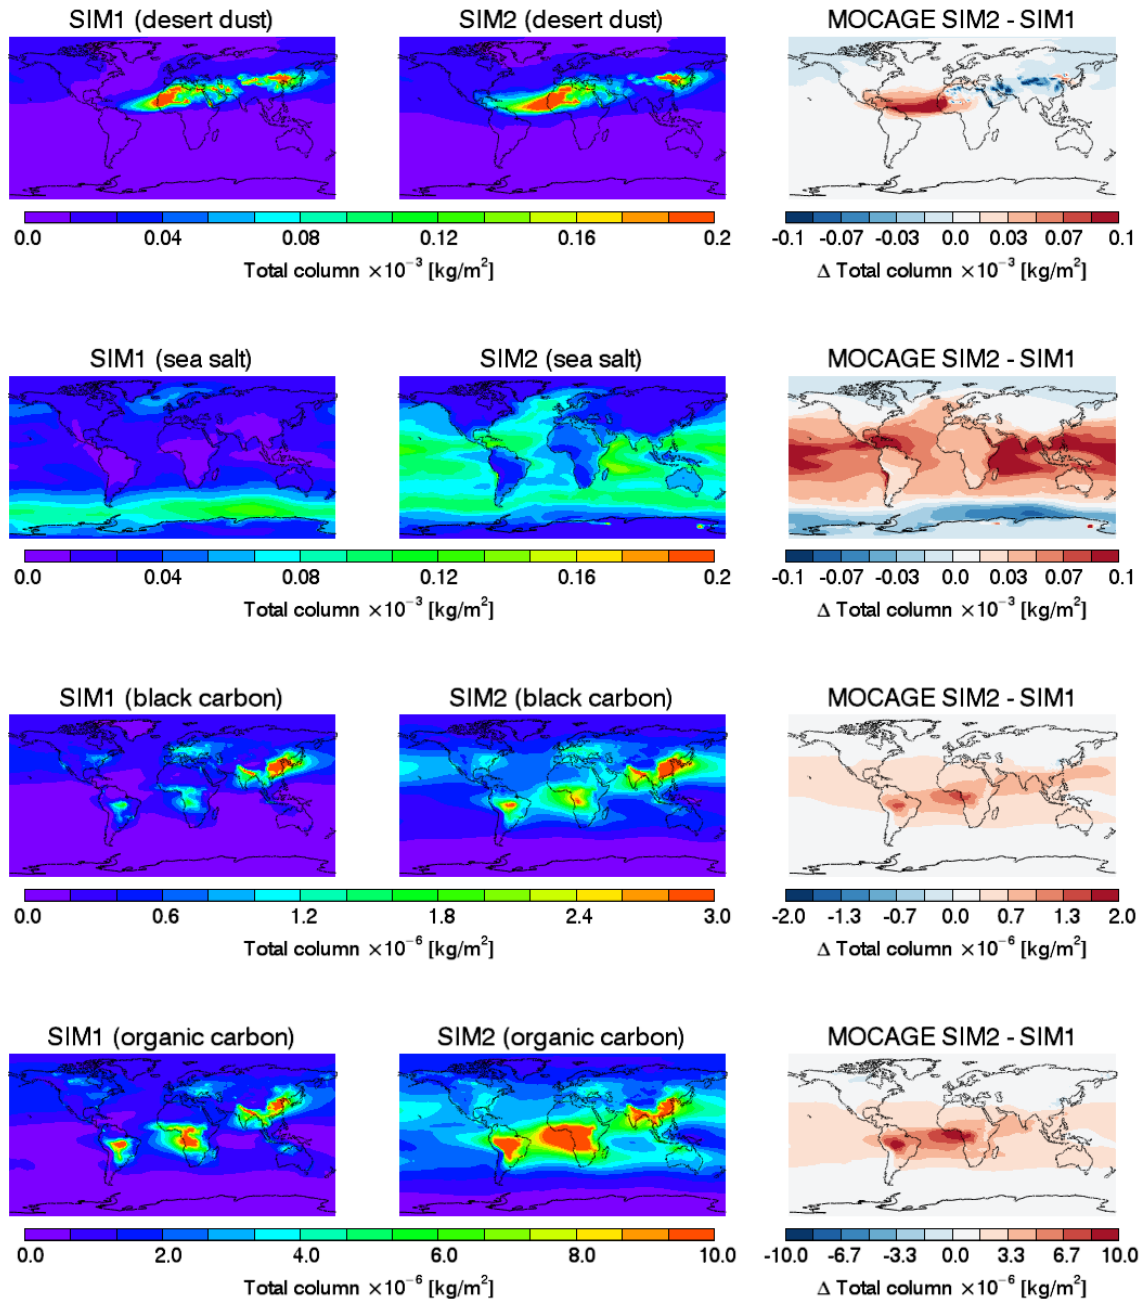 SIM1 (desert dust) SIM2 (desert dust) MOCAGE SIM2 - SIM1
0.0 0.04 0.08 0.12 0.16 0.2 -0.1 -0.07 -0.03 0.0 0.03 0.07 0.1
Total column ×10⁻³ [kg/m²] Δ Total column ×10⁻³ [kg/m²]
SIM1 (sea salt) SIM2 (sea salt) MOCAGE SIM2 - SIM1
0.0 0.04 0.08 0.12 0.16 0.2 -0.1 -0.07 -0.03 0.0 0.03 0.07 0.1
Total column ×10⁻³ [kg/m²] Δ Total column ×10⁻³ [kg/m²]
SIM1 (black carbon) SIM2 (black carbon) MOCAGE SIM2 - SIM1
0.0 0.6 1.2 1.8 2.4 3.0 -2.0 -1.3 -0.7 0.0 0.7 1.3 2.0
Total column ×10⁻⁶ [kg/m²] Δ Total column ×10⁻⁶ [kg/m²]
SIM1 (organic carbon) SIM2 (organic carbon) MOCAGE SIM2 - SIM1
0.0 2.0 4.0 6.0 8.0 10.0 -10.0 -6.7 -3.3 0.0 3.3 6.7 10.0
Total column ×10⁻⁶ [kg/m²] Δ Total column ×10⁻⁶ [kg/m²]